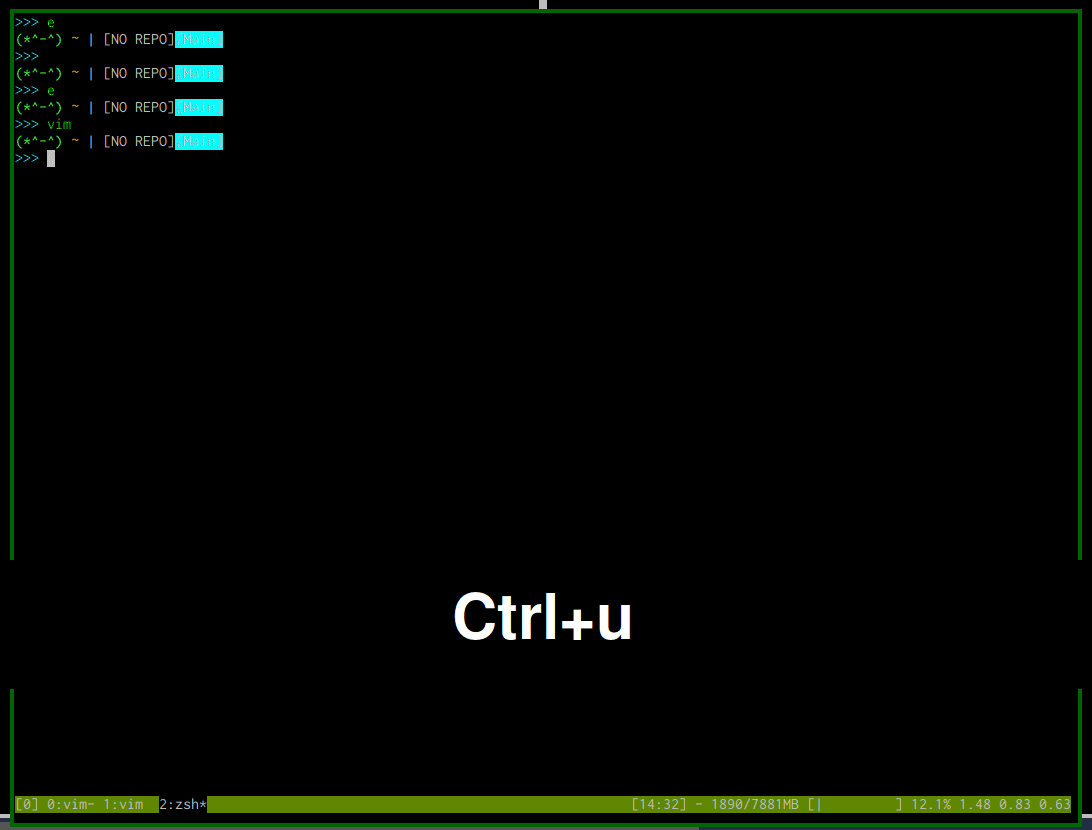 >>> e
(*^-^) ~ | [NO REPO][Main]
>>>
(*^-^) ~ | [NO REPO][Main]
>>> e
(*^-^) ~ | [NO REPO][Main]
>>> vim
(*^-^) ~ | [NO REPO][Main]
>>>
Ctrl+u
[0] 0:vim- 1:vim 2:zsh* [14:32] - 1890/7881MB [| ] 12.1% 1.48 0.83 0.63